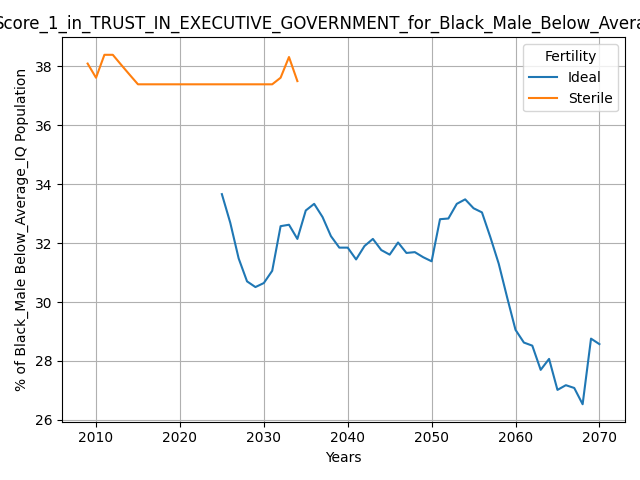 Score_1_in_TRUST_IN_EXECUTIVE_GOVERNMENT_for_Black_Male_Below_Avera
Fertility
Ideal
Sterile
% of Black_Male Below_Average_IQ Population
38
36
34
32
30
28
26
2010 2020 2030 2040 2050 2060 2070
Years